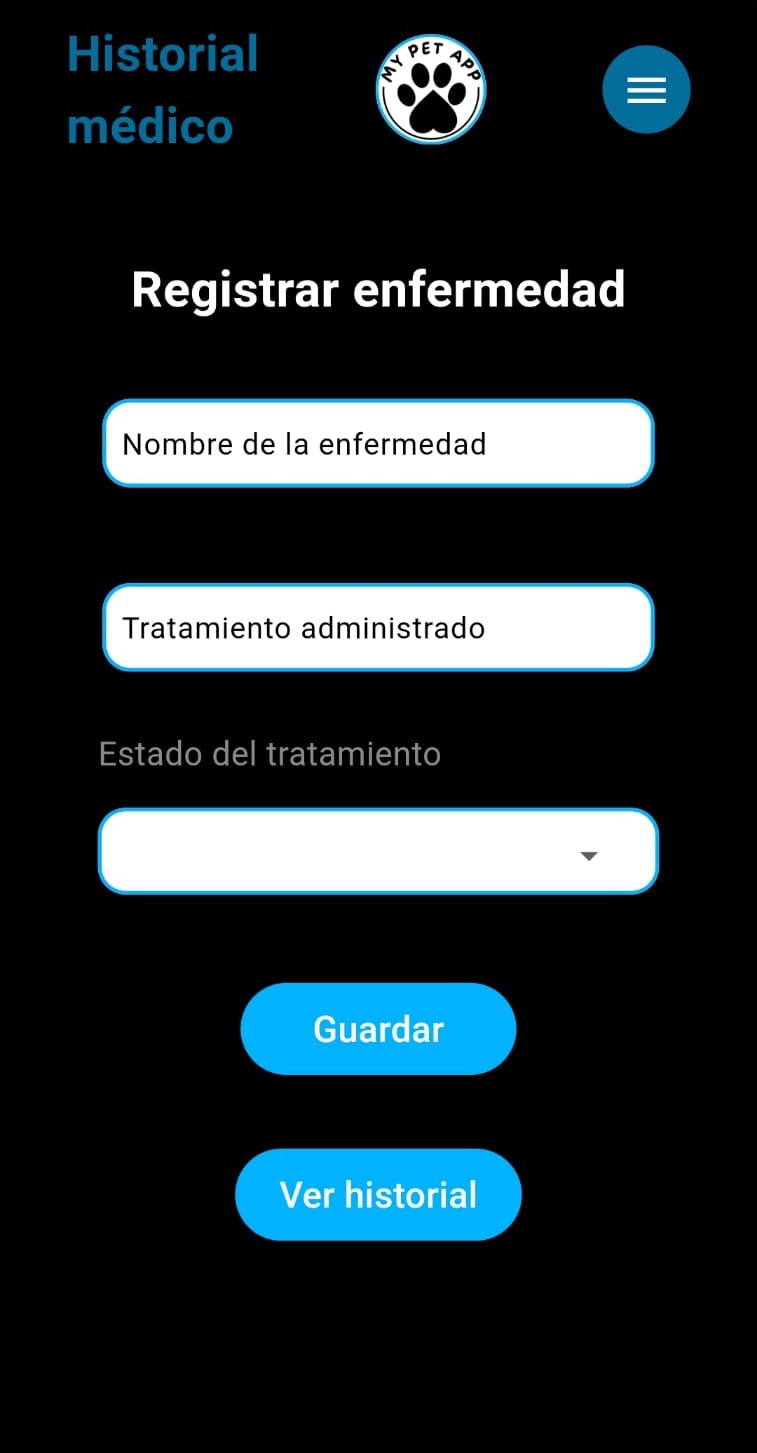 Historial
médico
MY PET APP
Registrar enfermedad
Nombre de la enfermedad
Tratamiento administrado
Estado del tratamiento
Guardar
Ver historial